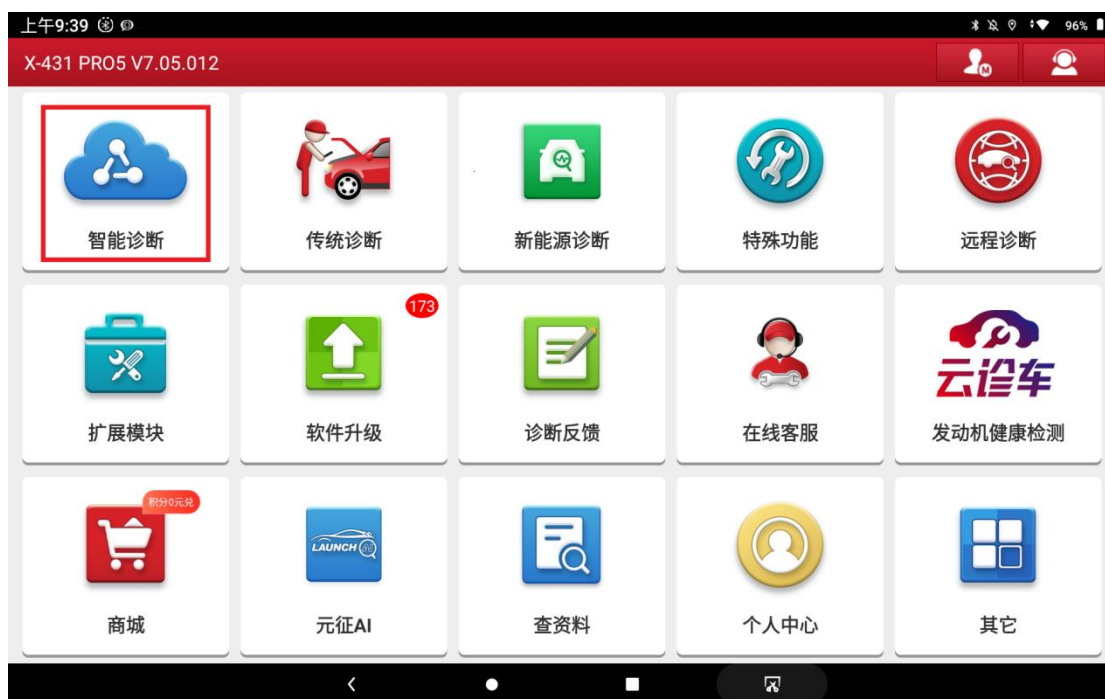 上午9:39
96%
X-431 PRO5 V7.05.012
M
智能诊断
传统诊断
新能源诊断
特殊功能
远程诊断
173
云诊车
扩展模块
软件升级
诊断反馈
在线客服
发动机健康检测
积分0元兑
LAUNCH
商城
元征AI
查资料
个人中心
其它